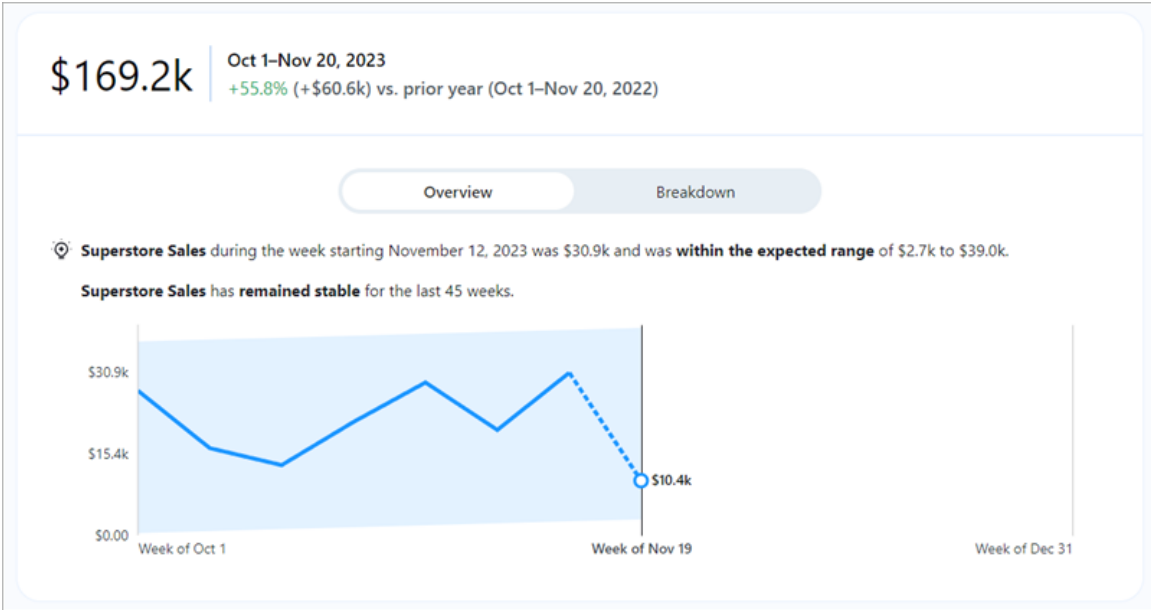 $169.2k
Oct 1–Nov 20, 2023
+55.8% (+$60.6k) vs. prior year (Oct 1–Nov 20, 2022)
Overview
Breakdown
Superstore Sales during the week starting November 12, 2023 was $30.9k and was within the expected range of $2.7k to $39.0k.
Superstore Sales has remained stable for the last 45 weeks.
$30.9k
$15.4k
$0.00
$10.4k
Week of Oct 1
Week of Nov 19
Week of Dec 31